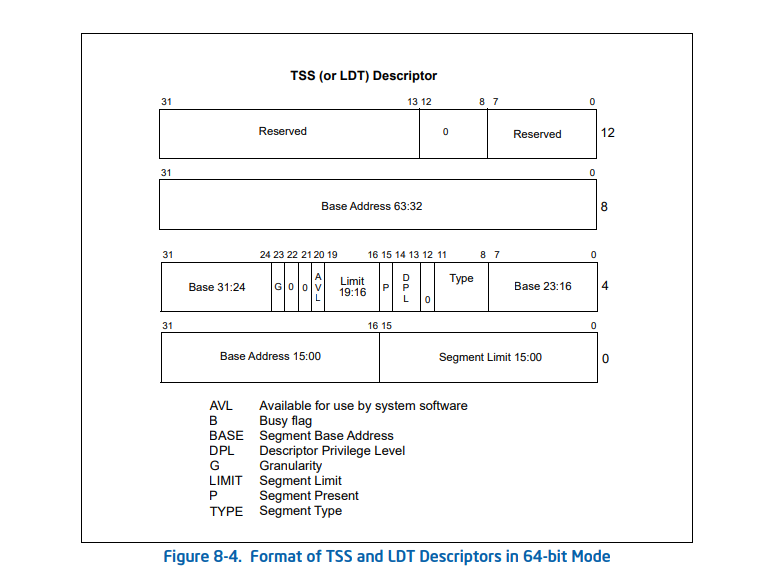 TSS (or LDT) Descriptor
31 13 12 8 7 0
Reserved 0 Reserved 12
31 0
Base Address 63:32 8
31 24 23 22 21 20 19 16 15 14 13 12 11 8 7 0
Base 31:24 G 0 0 AVL Limit 19:16 P DPL 0 Type Base 23:16 4
31 16 15 0
Base Address 15:00 Segment Limit 15:00 0
AVL Available for use by system software
B Busy flag
BASE Segment Base Address
DPL Descriptor Privilege Level
G Granularity
LIMIT Segment Limit
P Segment Present
TYPE Segment Type
Figure 8-4. Format of TSS and LDT Descriptors in 64-bit Mode